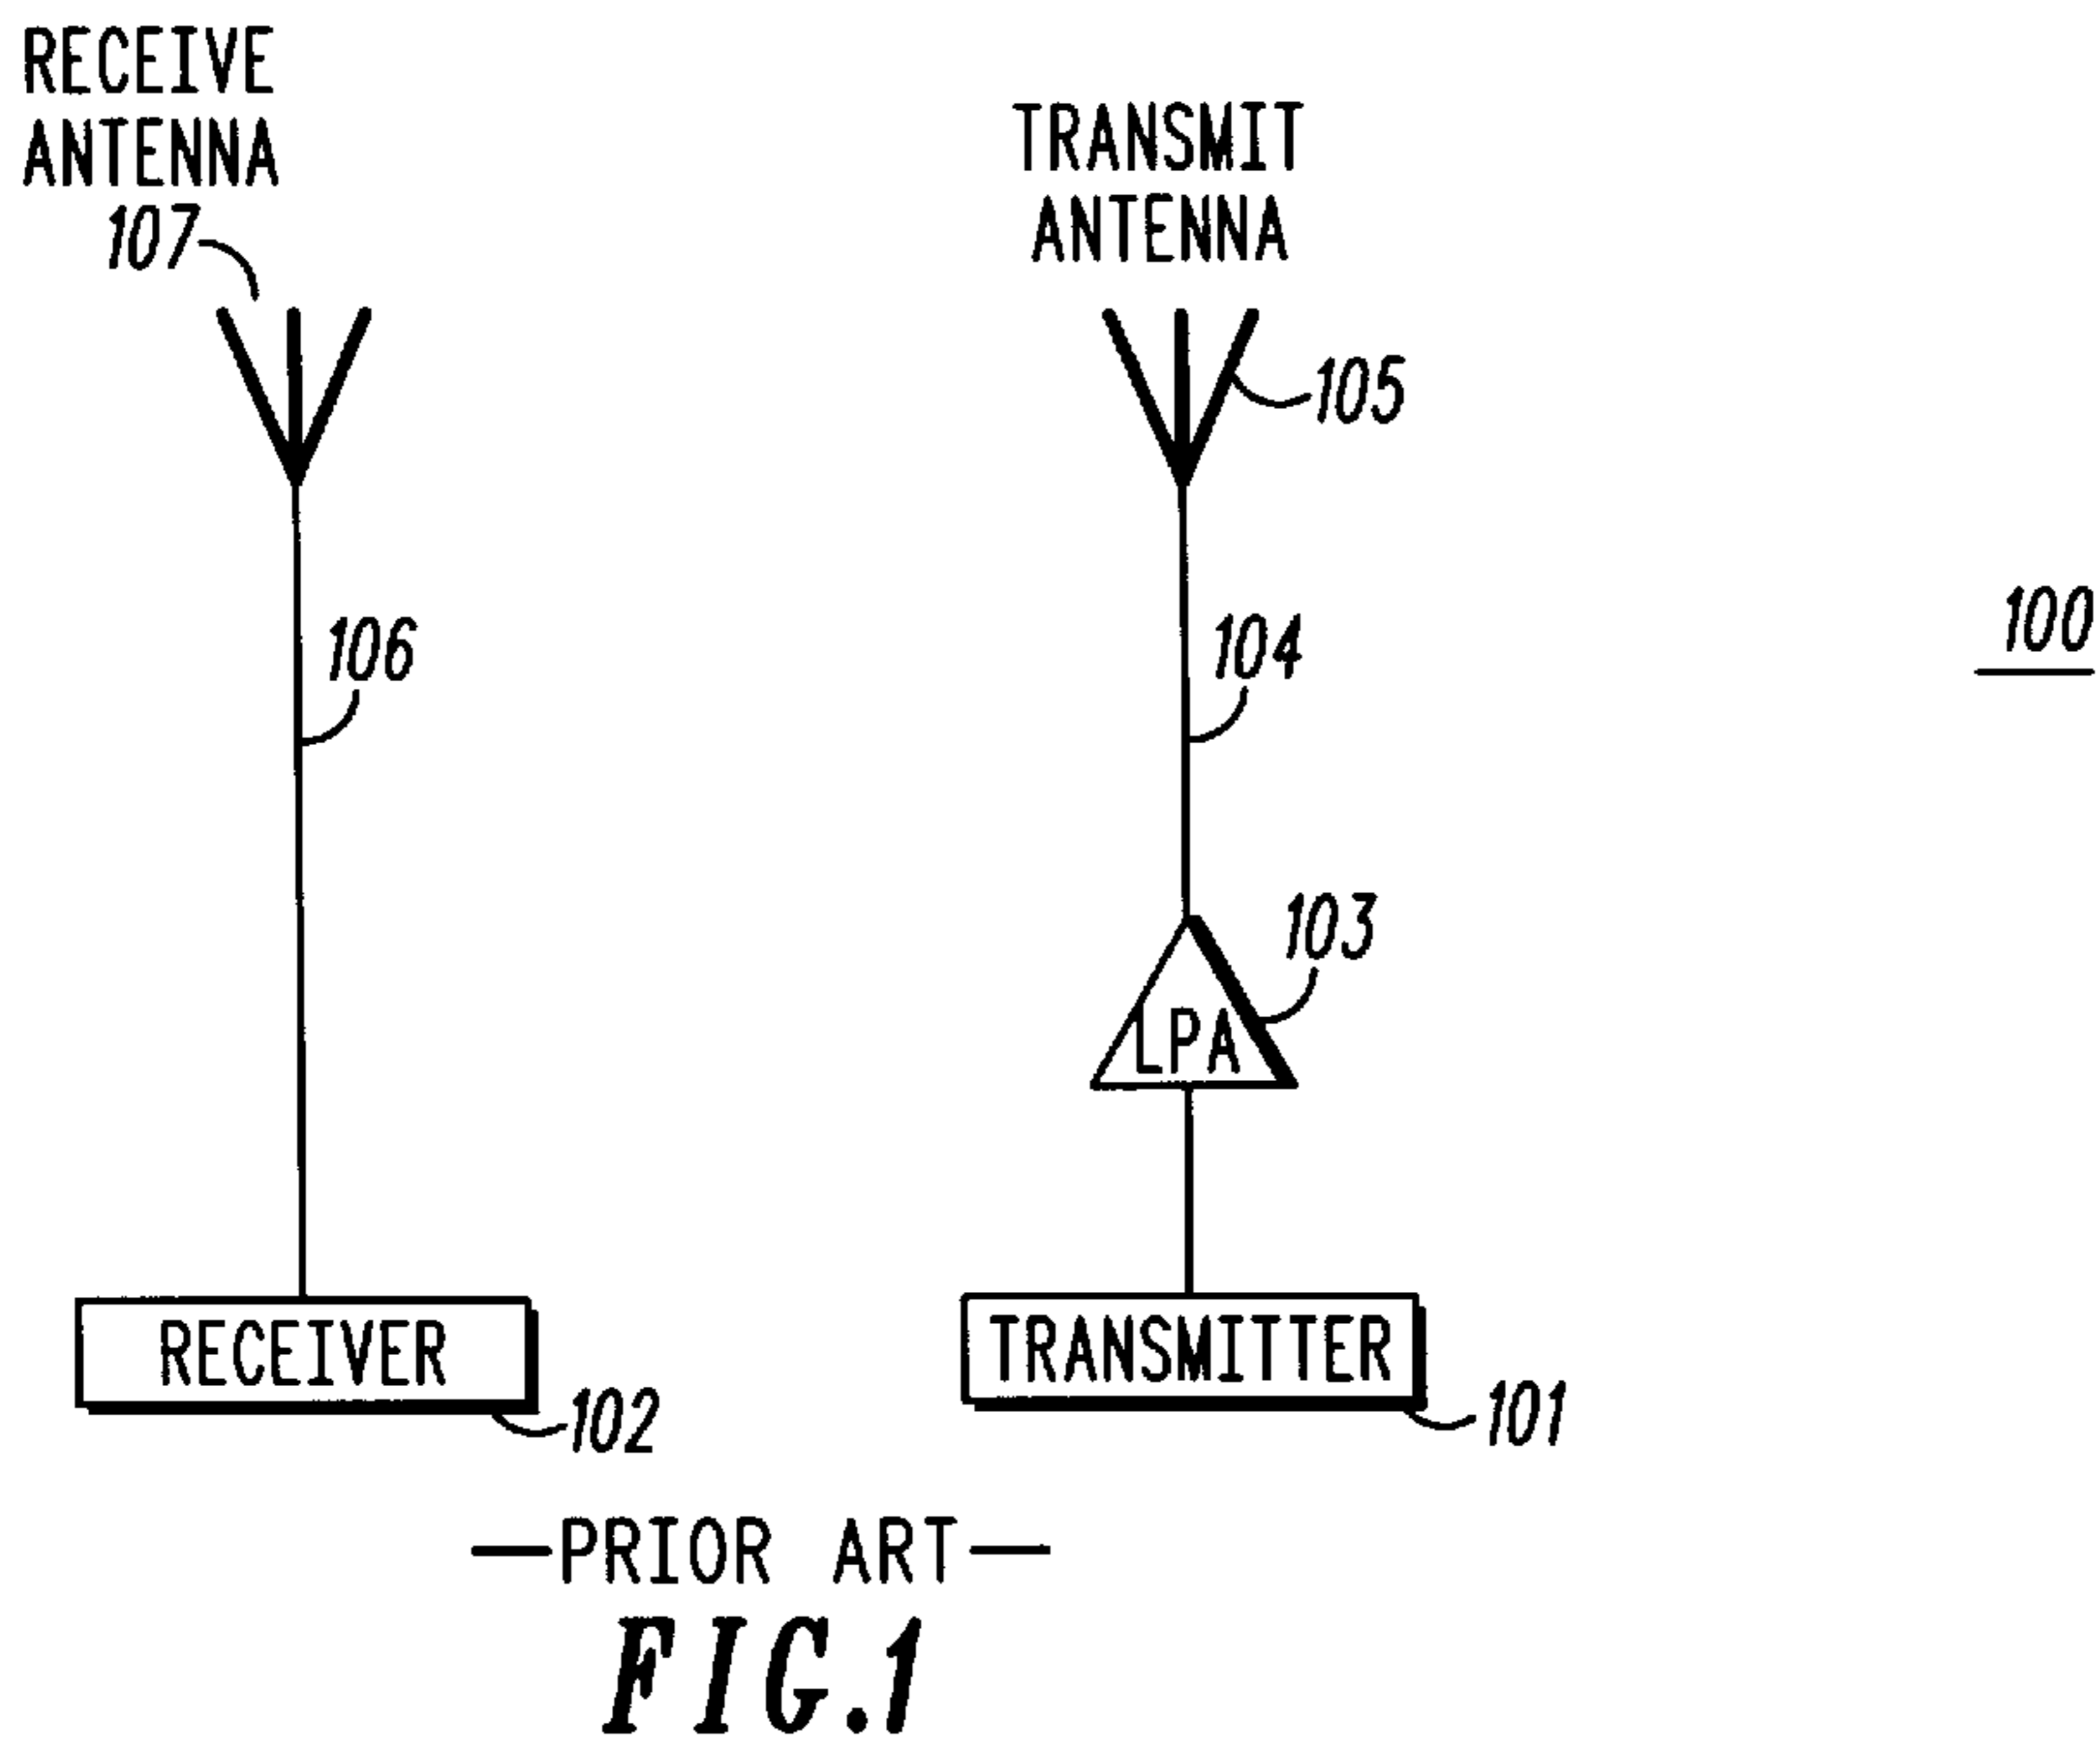 RECEIVE
ANTENNA
107
TRANSMIT
ANTENNA
105
106
104
100
103
LPA
RECEIVER
102
TRANSMITTER
101
—PRIOR ART—
FIG.1